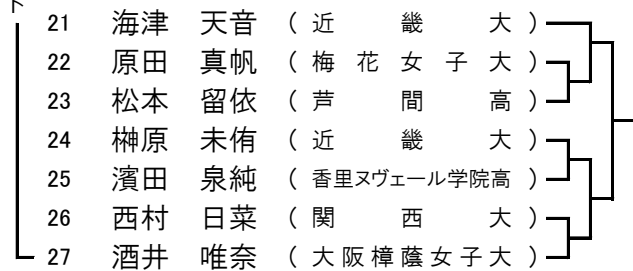 21 海津 天音 ( 近畿大 )
22 原田 真帆 ( 梅花女子大 )
23 松本 留依 ( 芦間高 )
24 榊原 未侑 ( 近畿大 )
25 濱田 泉純 ( 香里ヌヴェール学院高 )
26 西村 日菜 ( 関西大 )
27 酒井 唯奈 ( 大阪樟蔭女子大 )